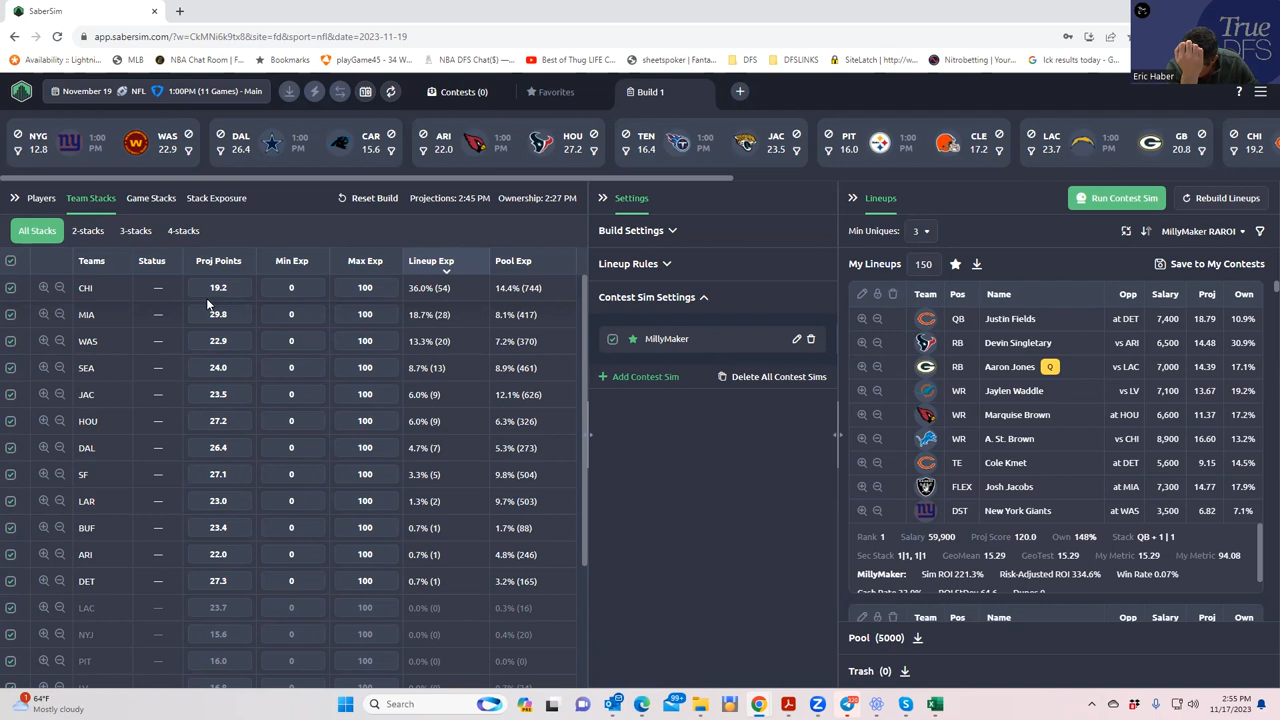 SaberSim
app.sabersim.com/?w=CkMNi6k9tx8&site=fd&sport=nfl&date=2023-11-19
Availability :: Lightni... MLB NBA Chat Room | F... Bookmarks playGame45 - 34 W... NBA DFS Chat($) —... Best of Thug LIFE C... sheetspoker - DFS DFSLINKS SiteLatch | http://w... Nitrobetting | Your... Ick results today -...
True
DFS
Eric Haber
November 19 NFL 1:00PM (11 Games) - Main Contests (0) Favorites Build 1 ?
NYG 12.8 1:00 PM WAS 22.9 DAL 26.4 1:00 PM CAR 15.6 ARI 22.0 1:00 PM HOU 27.2 TEN 16.4 1:00 PM JAC 23.5 PIT 16.0 1:00 PM CLE 17.2 LAC 23.7 1:00 PM GB 20.8 CHI 19.2 1:00 PM
Players Team Stacks Game Stacks Stack Exposure Reset Build Projections: 2:45 PM Ownership: 2:27 PM
All Stacks 2-stacks 3-stacks 4-stacks
Teams Status Proj Points Min Exp Max Exp Lineup Exp Pool Exp
CHI — 19.2 0 100 36.0% (54) 14.4% (744)
MIA — 29.8 0 100 18.7% (28) 8.1% (417)
WAS — 22.9 0 100 13.3% (20) 7.2% (370)
SEA — 24.0 0 100 8.7% (13) 8.9% (461)
JAC — 23.5 0 100 6.0% (9) 12.1% (626)
HOU — 27.2 0 100 6.0% (9) 6.3% (326)
DAL — 26.4 0 100 4.7% (7) 5.3% (273)
SF — 27.1 0 100 3.3% (5) 9.8% (504)
LAR — 23.0 0 100 1.3% (2) 9.7% (503)
BUF — 23.4 0 100 0.7% (1) 1.7% (88)
ARI — 22.0 0 100 0.7% (1) 4.8% (246)
DET — 27.3 0 100 0.7% (1) 3.2% (165)
LAC — 23.7 0 100 0.0% (0) 0.3% (16)
NYJ — 15.6 0 100 0.0% (0) 0.4% (20)
PIT — 16.0 0 100 0.0% (0) 0.0% (0)
Settings
Build Settings
Lineup Rules
Contest Sim Settings
MillyMaker
Add Contest Sim Delete All Contest Sims
Lineups Run Contest Sim Rebuild Lineups
Min Uniques: 3 MillyMaker RAROI
My Lineups 150 Save to My Contests
Team Pos Name Opp Salary Proj Own
QB Justin Fields at DET 7,400 18.79 10.9%
RB Devin Singletary vs ARI 6,500 14.48 30.9%
RB Aaron Jones Q vs LAC 7,000 14.39 17.1%
WR Jaylen Waddle vs LV 7,100 13.67 19.2%
WR Marquise Brown at HOU 6,600 11.37 17.2%
WR A. St. Brown vs CHI 8,900 16.60 13.2%
TE Cole Kmet at DET 5,600 9.15 14.5%
FLEX Josh Jacobs at MIA 7,300 14.77 17.9%
DST New York Giants at WAS 3,500 6.82 7.1%
Rank 1 Salary 59,900 Proj Score 120.0 Own 148% Stack QB + 1 | 1
Sec Stack 1|1, 1|1 GeoMean 15.29 GeoTest 15.29 My Metric 15.29 My Metric 94.08
MillyMaker: Sim ROI 221.3% Risk-Adjusted ROI 334.6% Win Rate 0.07%
Team Pos Name Opp Salary Proj Own
Pool (5000)
Trash (0)
1 64°F
Mostly cloudy
Search
99+
2:55 PM
11/17/2023